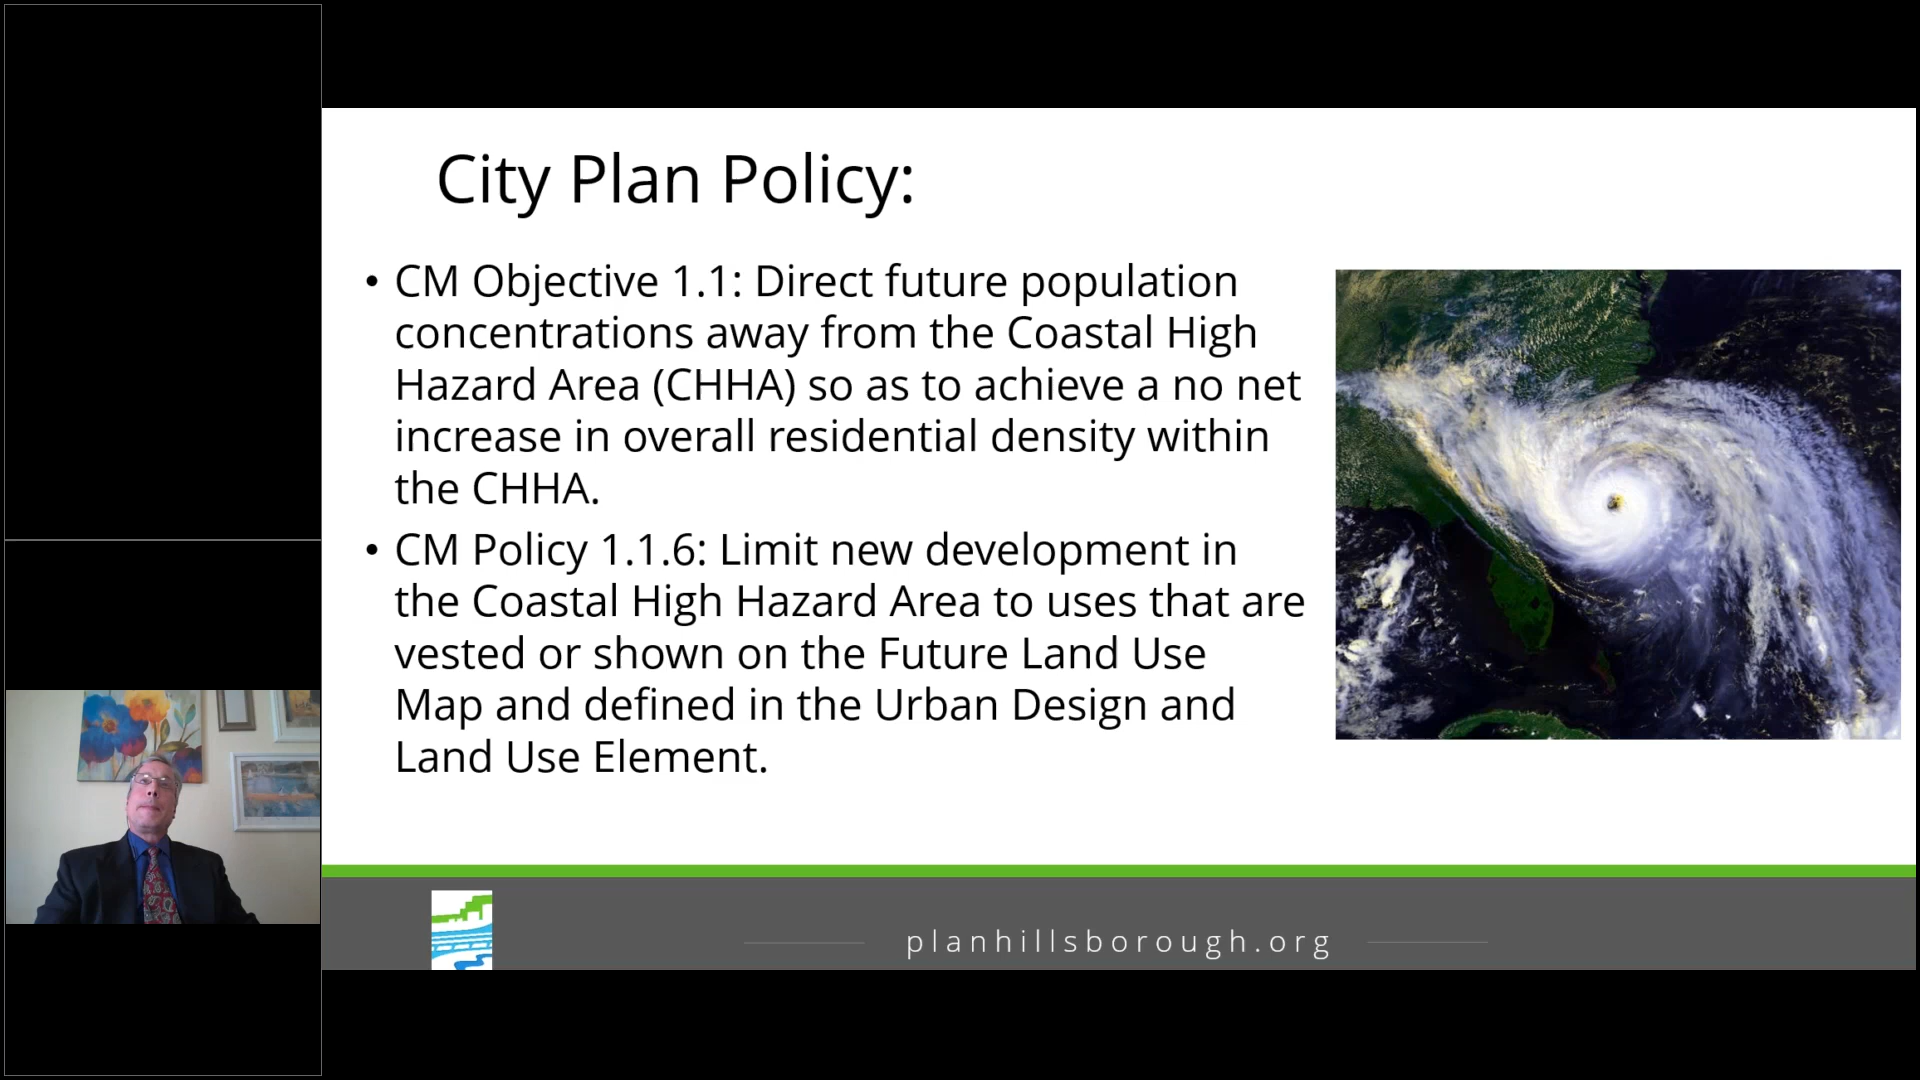 City Plan Policy:
• CM Objective 1.1: Direct future population
concentrations away from the Coastal High
Hazard Area (CHHA) so as to achieve a no net
increase in overall residential density within
the CHHA.
• CM Policy 1.1.6: Limit new development in
the Coastal High Hazard Area to uses that are
vested or shown on the Future Land Use
Map and defined in the Urban Design and
Land Use Element.
planhillsborough.org